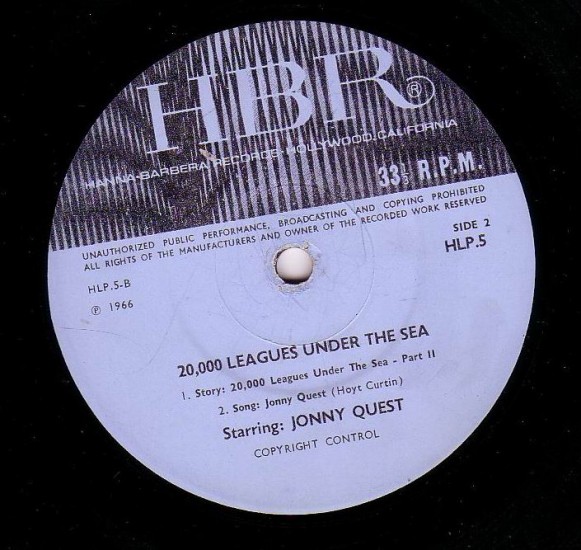 HBR®
HANNA-BARBERA RECORDS HOLLYWOOD, CALIFORNIA
33⅓ R.P.M.
UNAUTHORIZED PUBLIC PERFORMANCE, BROADCASTING AND COPYING PROHIBITED
ALL RIGHTS OF THE MANUFACTURERS AND OWNER OF THE RECORDED WORK RESERVED
SIDE 2
HLP.5
HLP.5-B
℗ 1966
20,000 LEAGUES UNDER THE SEA
1. Story: 20,000 Leagues Under The Sea - Part II
2. Song: Jonny Quest (Hoyt Curtin)
Starring: JONNY QUEST
COPYRIGHT CONTROL